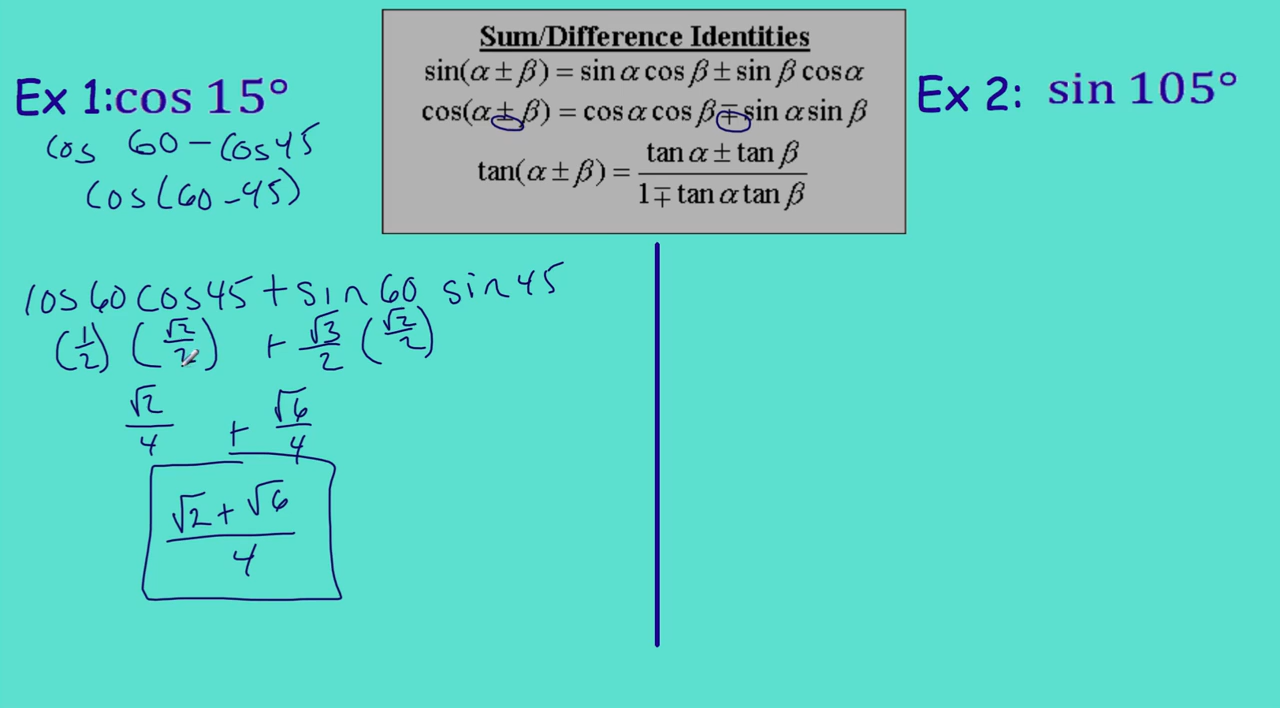 Sum/Difference Identities
sin(α ± β) = sin α cos β ± sin β cosα
cos(α ± β) = cosα cos β ∓ sin α sin β
tan(α ± β) = (tan α ± tan β)/(1 ∓ tan α tan β)
Ex 1:cos 15°
cos 60 – cos 45
cos(60 – 45)
cos 60 cos 45 + sin 60 sin 45
(1/2) (√2/2) + √3/2 (√2/2)
√2/4 + √6/4
(√2 + √6)/4
Ex 2: sin 105°